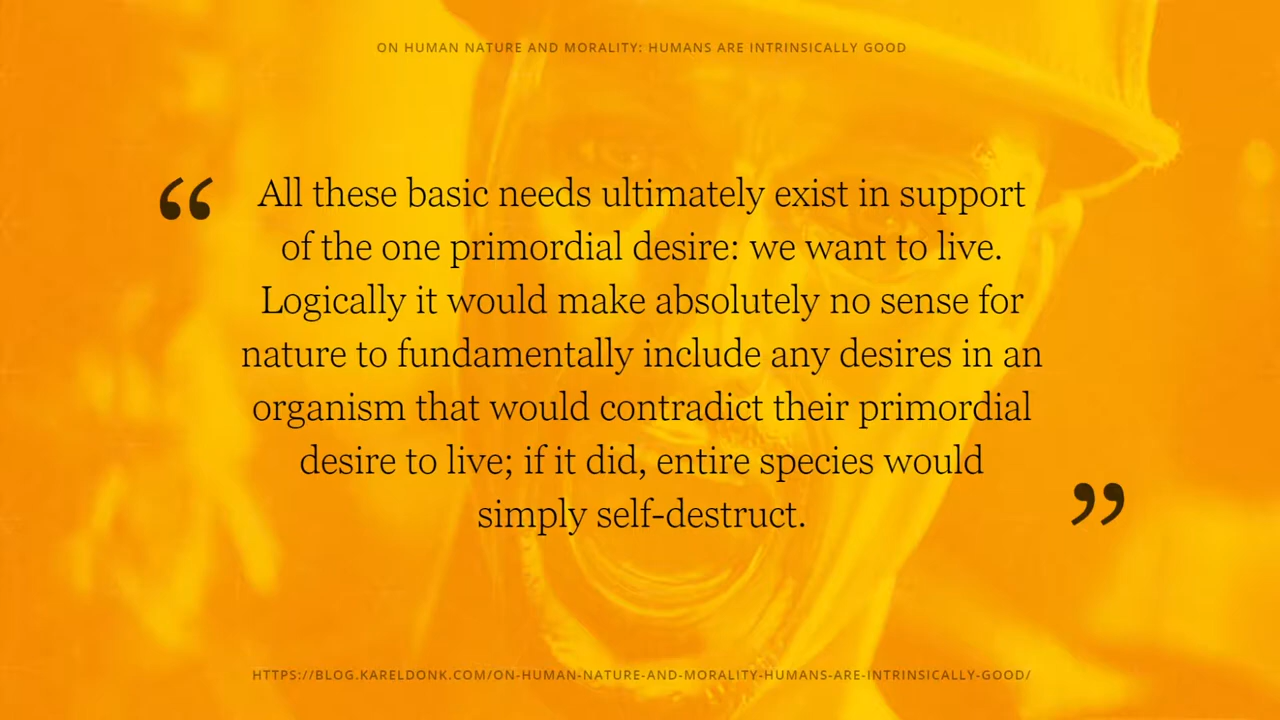 ON HUMAN NATURE AND MORALITY: HUMANS ARE INTRINSICALLY GOOD
“All these basic needs ultimately exist in support
of the one primordial desire: we want to live.
Logically it would make absolutely no sense for
nature to fundamentally include any desires in an
organism that would contradict their primordial
desire to live; if it did, entire species would
simply self-destruct.”
HTTPS://BLOG.KARELDONK.COM/ON-HUMAN-NATURE-AND-MORALITY-HUMANS-ARE-INTRINSICALLY-GOOD/